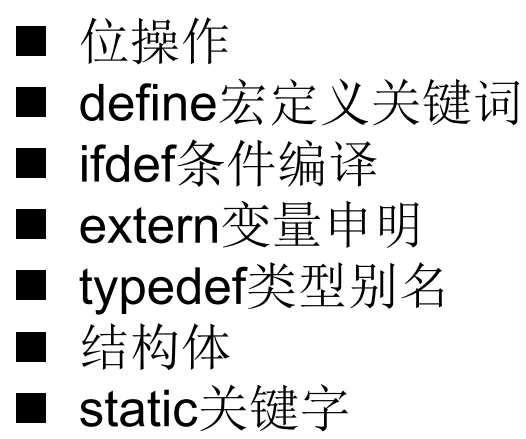 ■ 位操作
■ define宏定义关键词
■ ifdef条件编译
■ extern变量申明
■ typedef类型别名
■ 结构体
■ static关键字